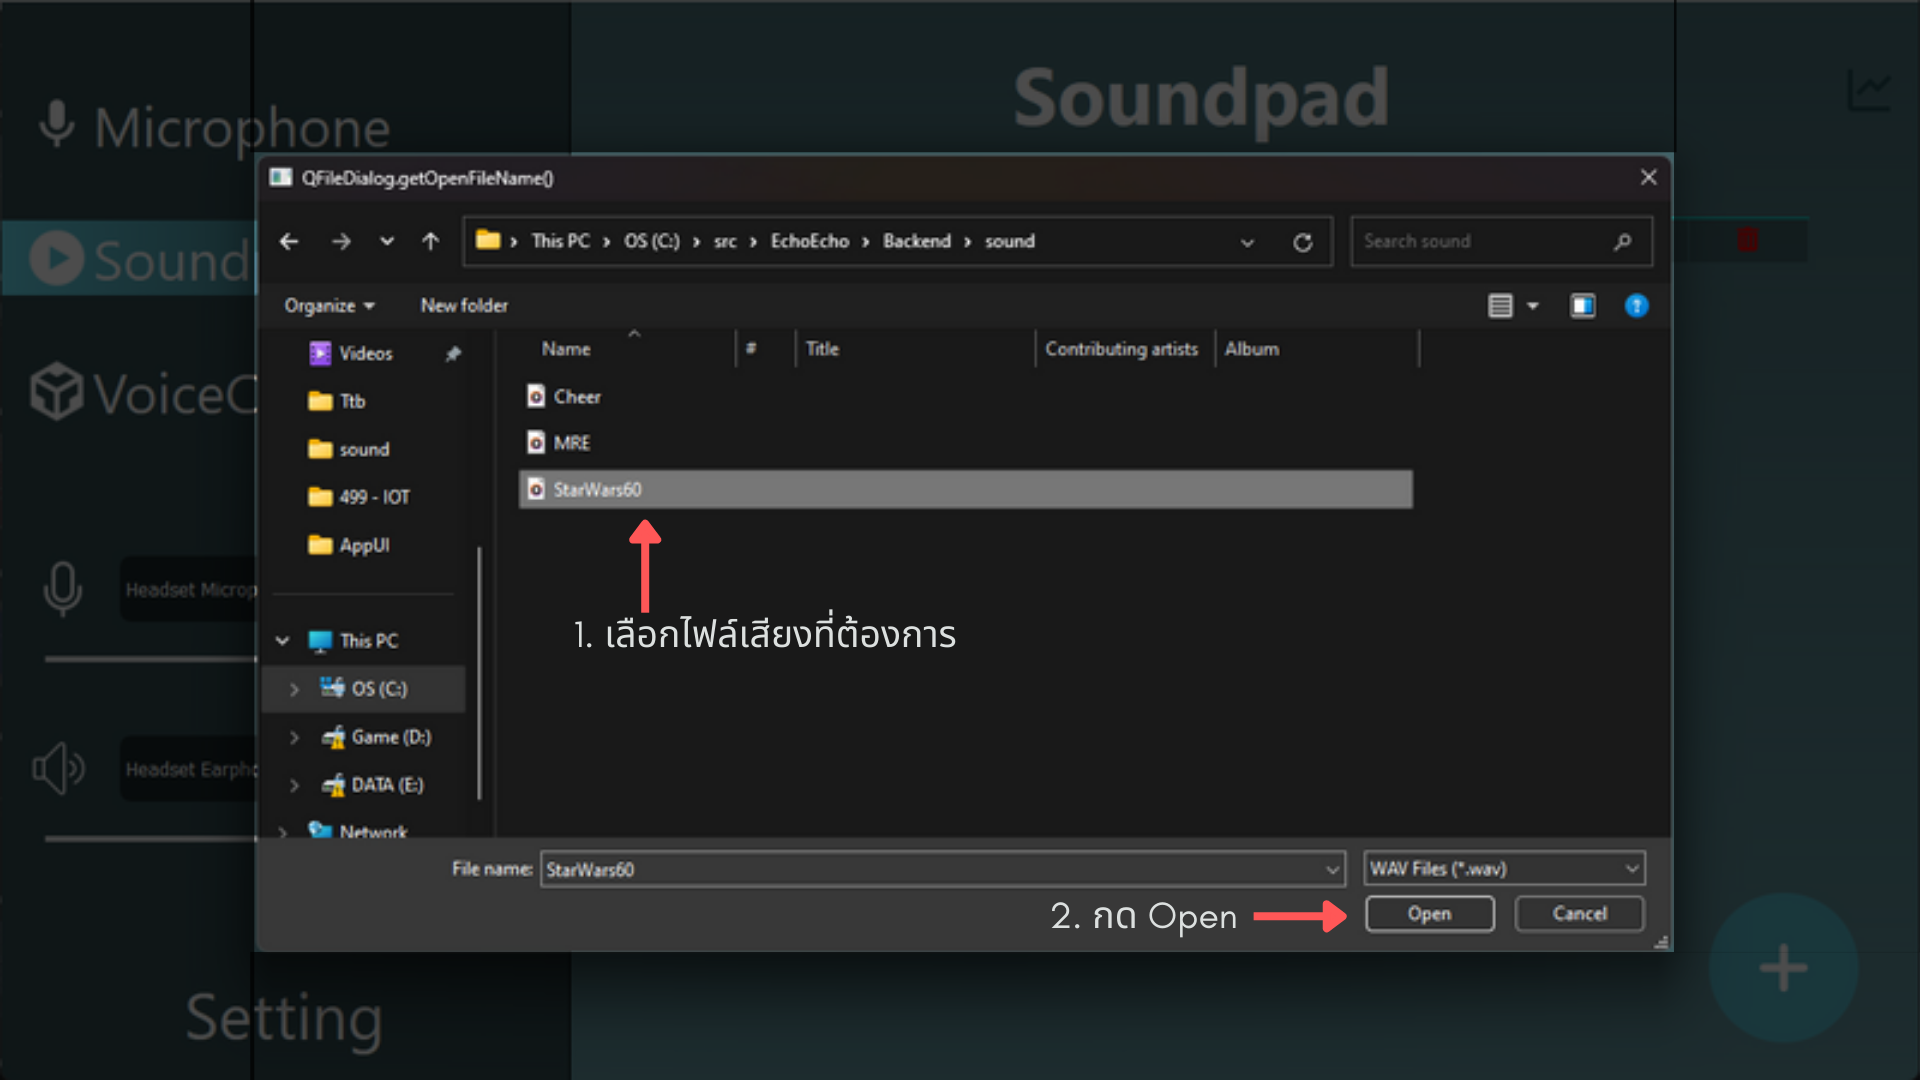 Soundpad
Microphone
QFileDialog.getOpenFileName()
Sound
This PC > OS (C:) > src > EchoEcho > Backend > sound
Search sound
Organize
New folder
Name
#
Title
Contributing artists
Album
Videos
Ttb
sound
499 - IOT
AppUI
This PC
OS (C:)
Game (D:)
DATA (E:)
Network
Cheer
MRE
StarWars60
1. เลือกไฟล์เสียงที่ต้องการ
VoiceC
Headset Microp
Headset Earpho
File name: StarWars60
WAV Files (*.wav)
2. กด Open
Open
Cancel
Setting